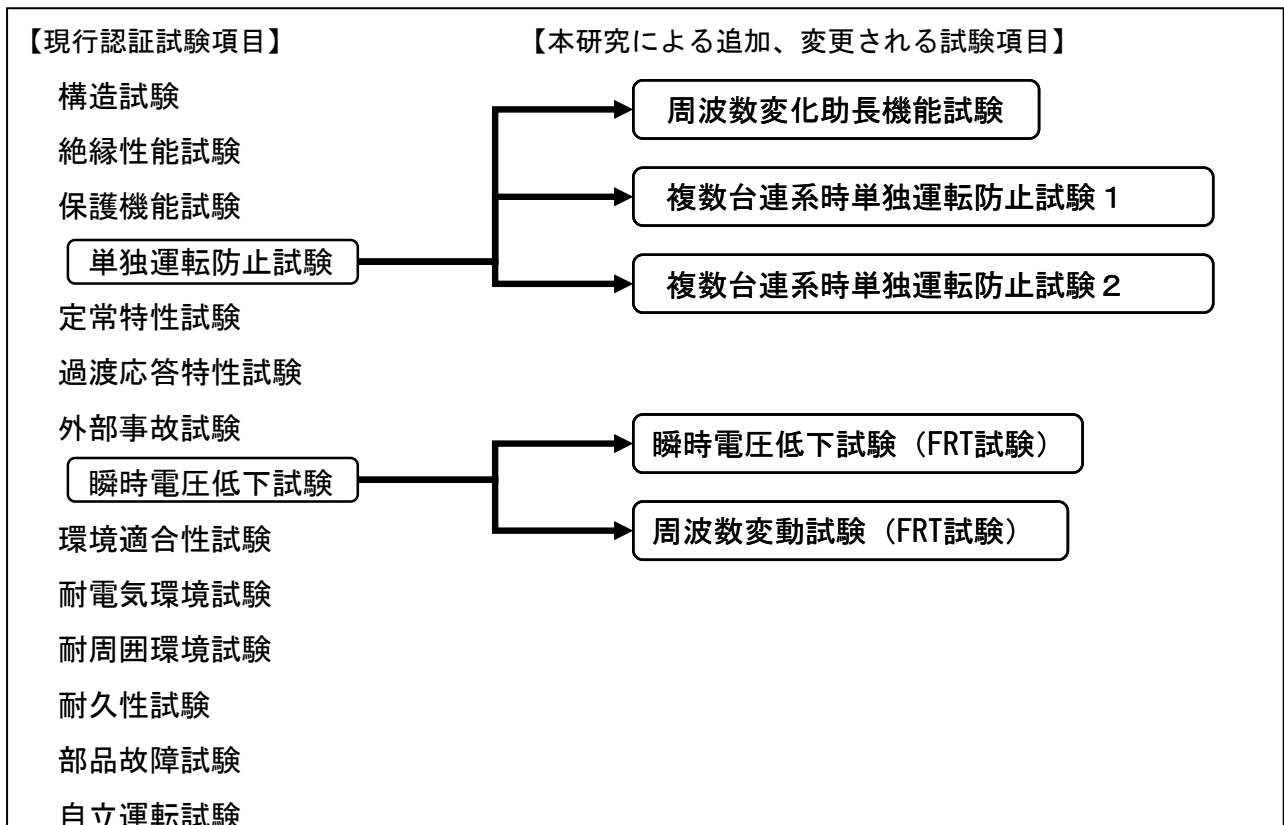 【現行認証試験項目】
【本研究による追加、変更される試験項目】
構造試験
絶縁性能試験
保護機能試験
単独運転防止試験
定常特性試験
過渡応答特性試験
外部事故試験
瞬時電圧低下試験
環境適合性試験
耐電気環境試験
耐周囲環境試験
耐久性試験
部品故障試験
自立運転試験
周波数変化助長機能試験
複数台連系時単独運転防止試験1
複数台連系時単独運転防止試験2
瞬時電圧低下試験（FRT試験）
周波数変動試験（FRT試験）